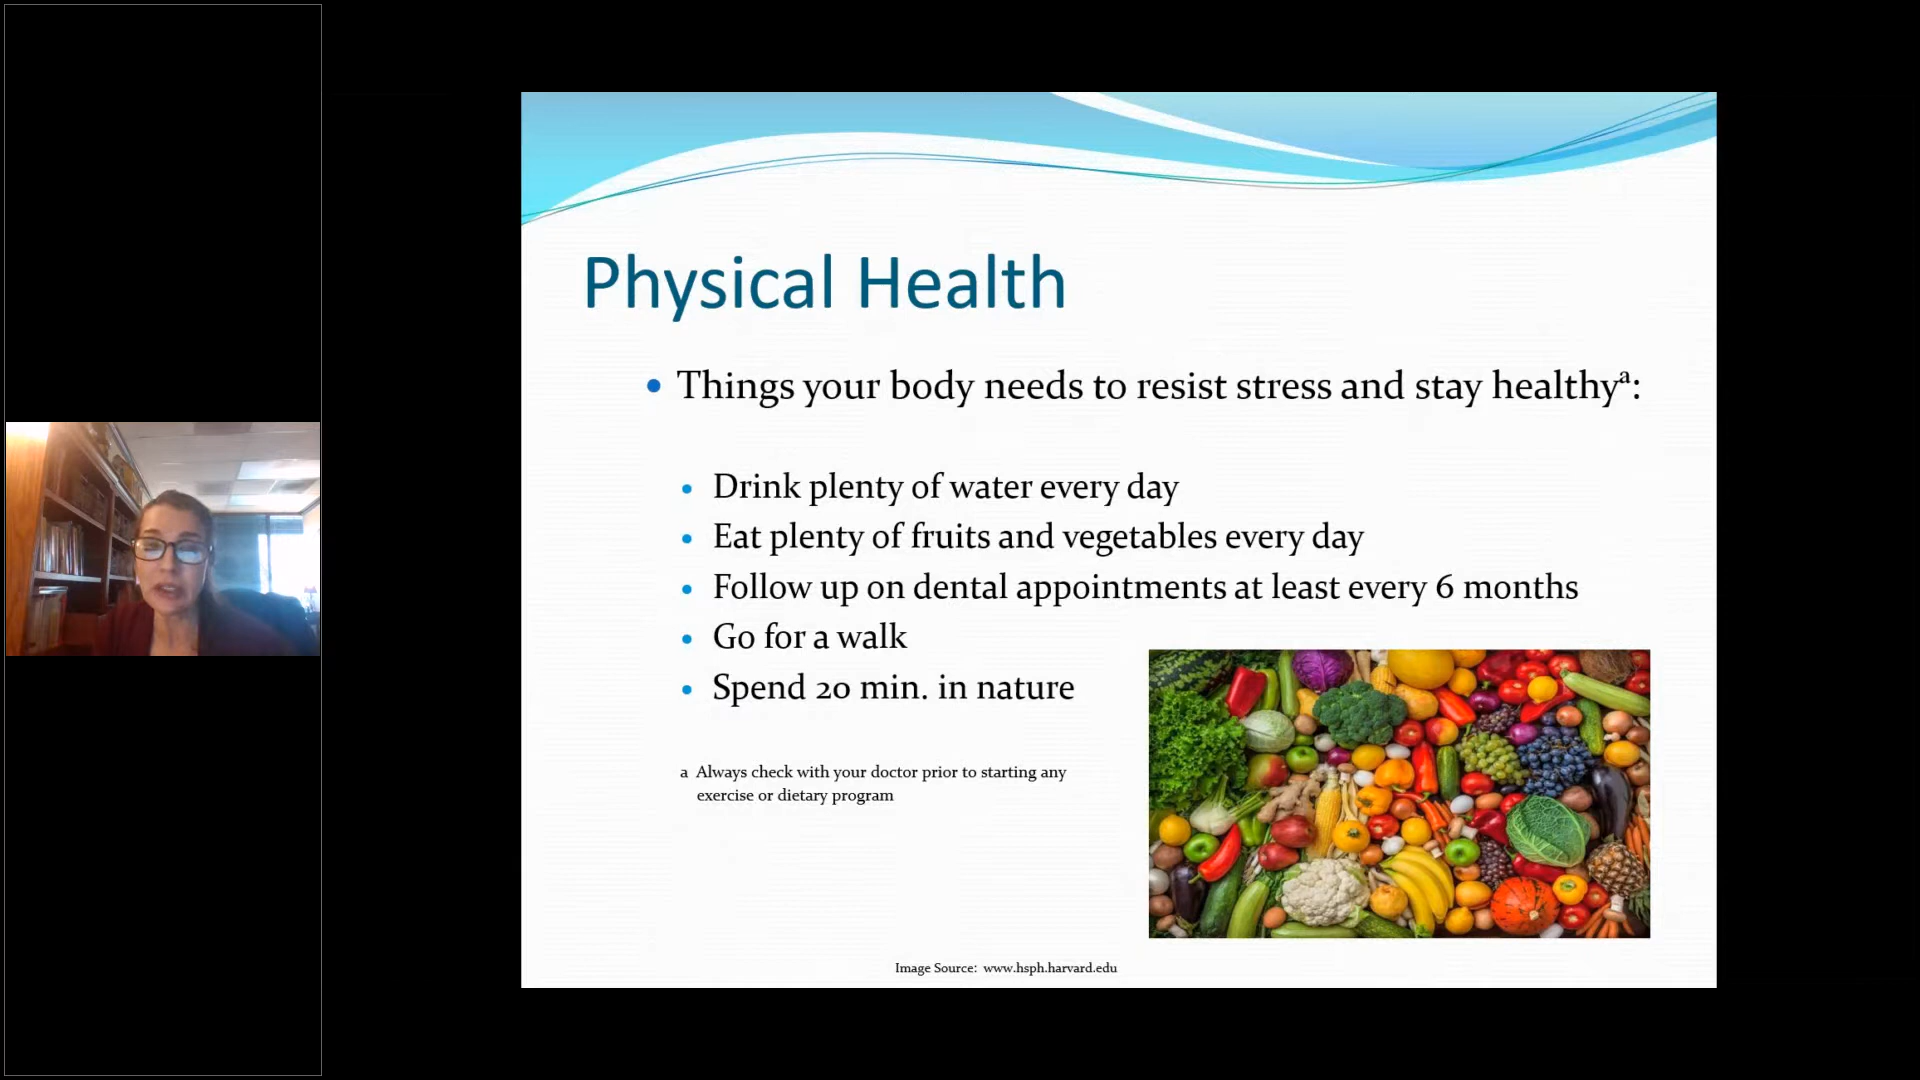 Physical Health
• Things your body needs to resist stress and stay healthyᵃ:
• Drink plenty of water every day
• Eat plenty of fruits and vegetables every day
• Follow up on dental appointments at least every 6 months
• Go for a walk
• Spend 20 min. in nature
a Always check with your doctor prior to starting any
exercise or dietary program
Image Source: www.hsph.harvard.edu